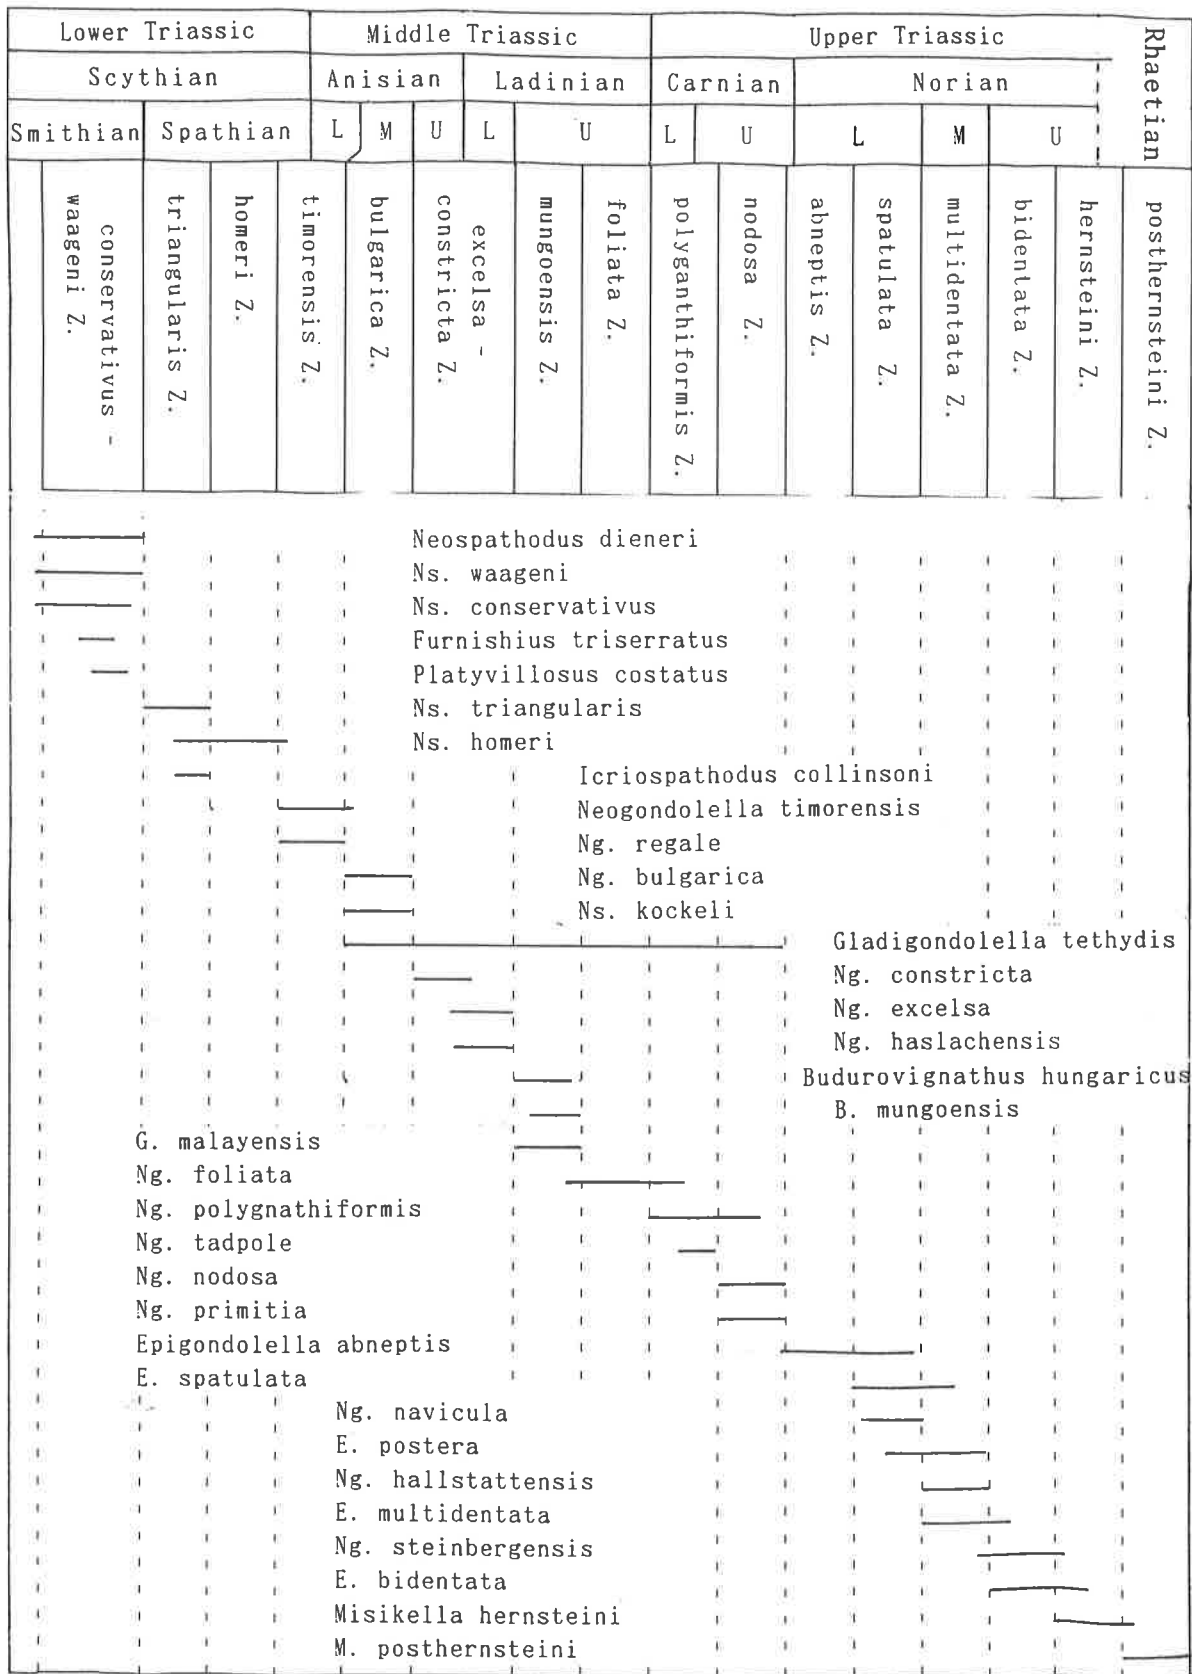 Lower Triassic Middle Triassic Upper Triassic Rhaetian
Scythian Anisian Ladinian Carnian Norian
Smithian Spathian L M U L U L U L M U
conservativus -
waageni Z.
triangularis Z.
homeri Z.
timorensis Z.
bulgarica Z.
excelsa -
constricta Z.
mungoensis Z.
foliata Z.
polyganthiformis Z.
nodosa Z.
abneptis Z.
spatulata Z.
multidentata Z.
bidentata Z.
hernsteini Z.
posthernsteini Z.
Neospathodus dieneri
Ns. waageni
Ns. conservativus
Furnishius triserratus
Platyvillosus costatus
Ns. triangularis
Ns. homeri
Icriospathodus collinsoni
Neogondolella timorensis
Ng. regale
Ng. bulgarica
Ns. kockeli
Gladigondolella tethydis
Ng. constricta
Ng. excelsa
Ng. haslachensis
Budurovignathus hungaricus
B. mungoensis
G. malayensis
Ng. foliata
Ng. polygnathiformis
Ng. tadpole
Ng. nodosa
Ng. primitia
Epigondolella abneptis
E. spatulata
Ng. navicula
E. postera
Ng. hallstattensis
E. multidentata
Ng. steinbergensis
E. bidentata
Misikella hernsteini
M. posthernsteini